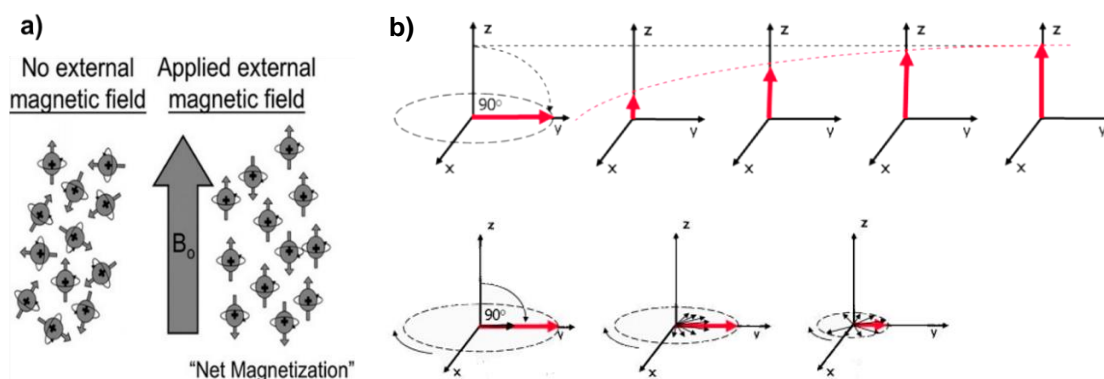 a)
No external
magnetic field
Applied external
magnetic field
B₀
"Net Magnetization"
b)
z
90°
y
x
z
y
x
z
y
x
z
y
x
z
y
x
z
90°
y
x
z
y
x
z
y
x